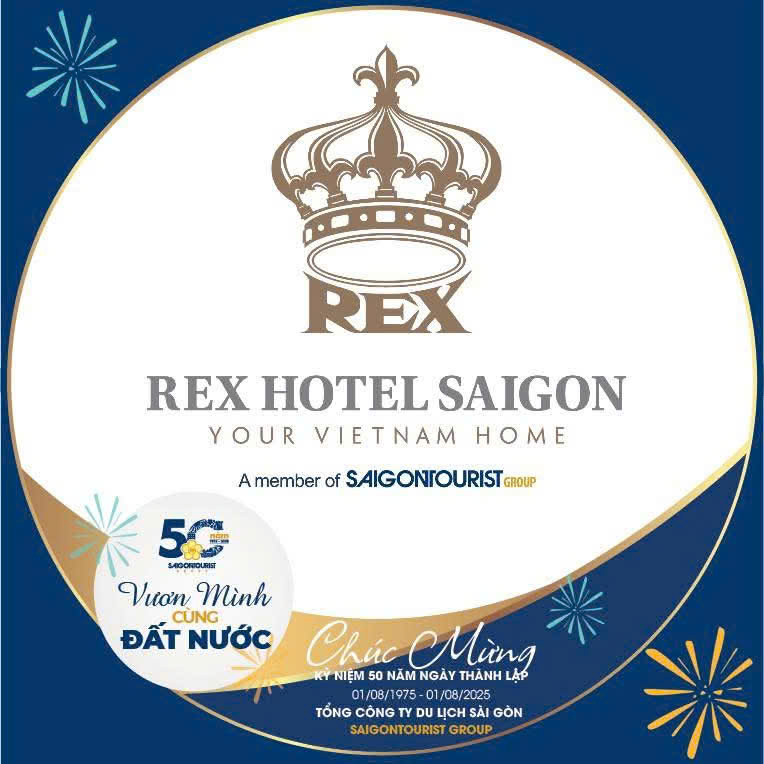 REX
REX HOTEL SAIGON
YOUR VIETNAM HOME
A member of SAIGONTOURIST GROUP
50 năm
SAIGONTOURIST
Vươn Mình
CÙNG
ĐẤT NƯỚC
Chúc Mừng
KỶ NIỆM 50 NĂM NGÀY THÀNH LẬP
01/08/1975 - 01/08/2025
TỔNG CÔNG TY DU LỊCH SÀI GÒN
SAIGONTOURIST GROUP